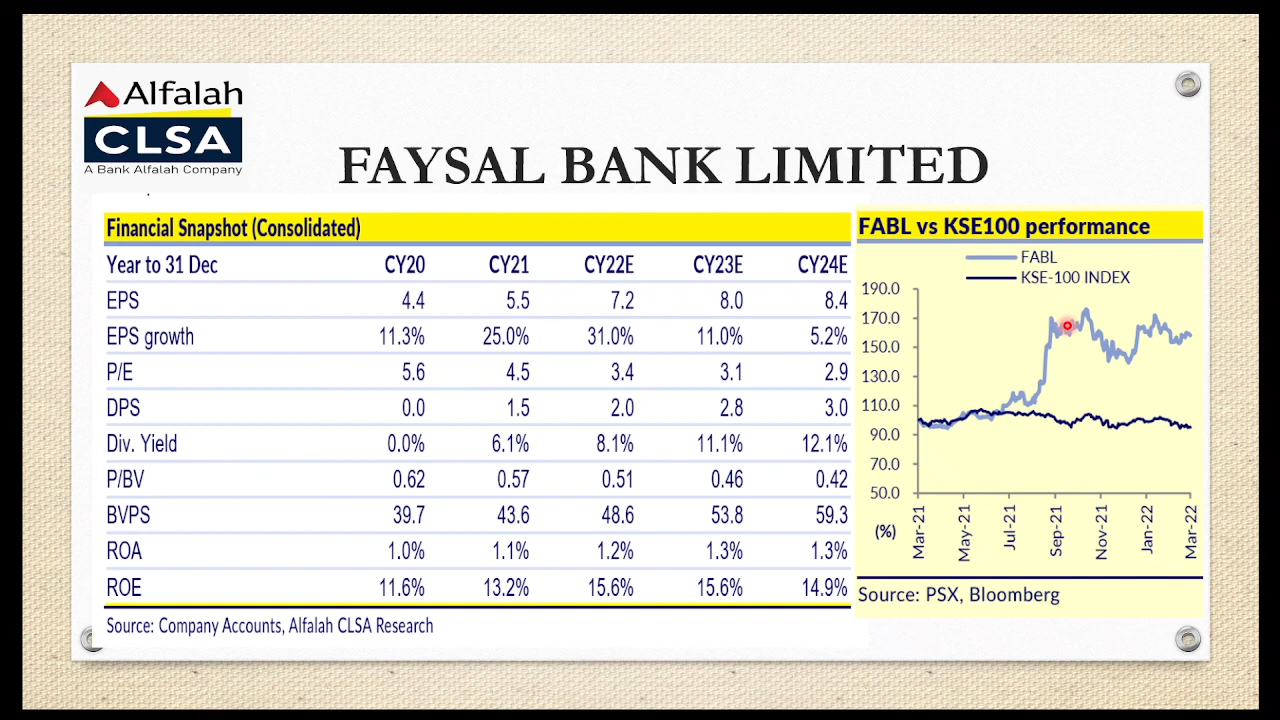 Alfalah
CLSA
A Bank Alfalah Company
FAYSAL BANK LIMITED
Financial Snapshot (Consolidated)
Year to 31 Dec CY20 CY21 CY22E CY23E CY24E
EPS 4.4 5.5 7.2 8.0 8.4
EPS growth 11.3% 25.0% 31.0% 11.0% 5.2%
P/E 5.6 4.5 3.4 3.1 2.9
DPS 0.0 1.5 2.0 2.8 3.0
Div. Yield 0.0% 6.1% 8.1% 11.1% 12.1%
P/BV 0.62 0.57 0.51 0.46 0.42
BVPS 39.7 43.6 48.6 53.8 59.3
ROA 1.0% 1.1% 1.2% 1.3% 1.3%
ROE 11.6% 13.2% 15.6% 15.6% 14.9%
Source: Company Accounts, Alfalah CLSA Research
FABL vs KSE100 performance
FABL
KSE-100 INDEX
190.0
170.0
150.0
130.0
110.0
90.0
70.0
50.0
(%)
Mar-21 May-21 Jul-21 Sep-21 Nov-21 Jan-22 Mar-22
Source: PSX, Bloomberg